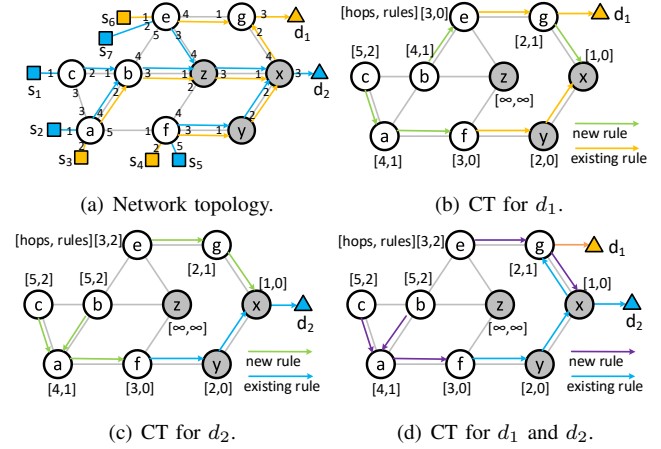 s₆ 1 e 4 1 g 3 d₁
2 5 3 4 2
s₇
s₁ 1 c 2 1 b 4 3 1 z 3 1 x 3 d₂
3 2 2 2
3 4 4
s₂ 1 a 5 1 f 3 1 y
2 2 5
s₃ s₄ s₅
(a) Network topology.
[hops, rules] [3,0] e g d₁
[2,1]
[5,2] [4,1] [1,0]
c b z x
[∞,∞]
a f y
[4,1] [3,0] [2,0]
new rule
existing rule
(b) CT for d₁.
[hops, rules][3,2] e g
[2,1]
[5,2] [5,2] [1,0]
c b z x
[∞,∞] d₂
a f y
[4,1] [3,0] [2,0]
new rule
existing rule
(c) CT for d₂.
[hops, rules][3,2] e g d₁
[2,1]
[5,2] [5,2] [1,0]
c b z x
[∞,∞] d₂
a f y
[4,1] [3,0] [2,0]
new rule
existing rule
(d) CT for d₁ and d₂.